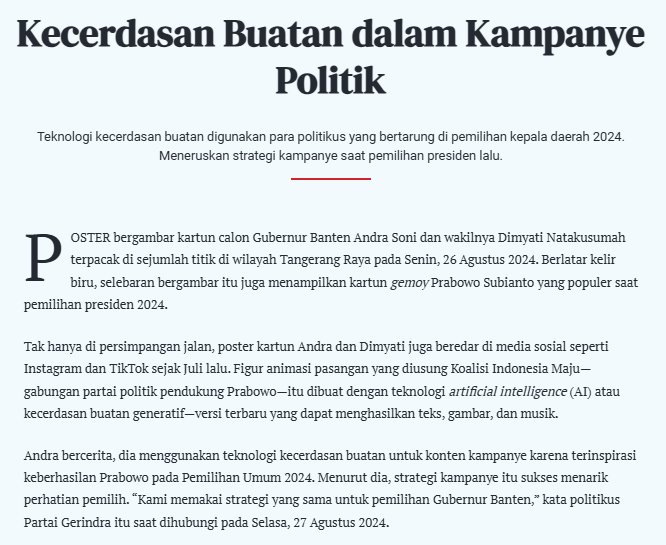 Kecerdasan Buatan dalam Kampanye
Politik
Teknologi kecerdasan buatan digunakan para politikus yang bertarung di pemilihan kepala daerah 2024.
Meneruskan strategi kampanye saat pemilihan presiden lalu.
POSTER bergambar kartun calon Gubernur Banten Andra Soni dan wakilnya Dimyati Natakusumah
terpacak di sejumlah titik di wilayah Tangerang Raya pada Senin, 26 Agustus 2024. Berlatar kelir
biru, selebaran bergambar itu juga menampilkan kartun gemoy Prabowo Subianto yang populer saat
pemilihan presiden 2024.
Tak hanya di persimpangan jalan, poster kartun Andra dan Dimyati juga beredar di media sosial seperti
Instagram dan TikTok sejak Juli lalu. Figur animasi pasangan yang diusung Koalisi Indonesia Maju—
gabungan partai politik pendukung Prabowo—itu dibuat dengan teknologi artificial intelligence (AI) atau
kecerdasan buatan generatif—versi terbaru yang dapat menghasilkan teks, gambar, dan musik.
Andra bercerita, dia menggunakan teknologi kecerdasan buatan untuk konten kampanye karena terinspirasi
keberhasilan Prabowo pada Pemilihan Umum 2024. Menurut dia, strategi kampanye itu sukses menarik
perhatian pemilih. “Kami memakai strategi yang sama untuk pemilihan Gubernur Banten,” kata politikus
Partai Gerindra itu saat dihubungi pada Selasa, 27 Agustus 2024.